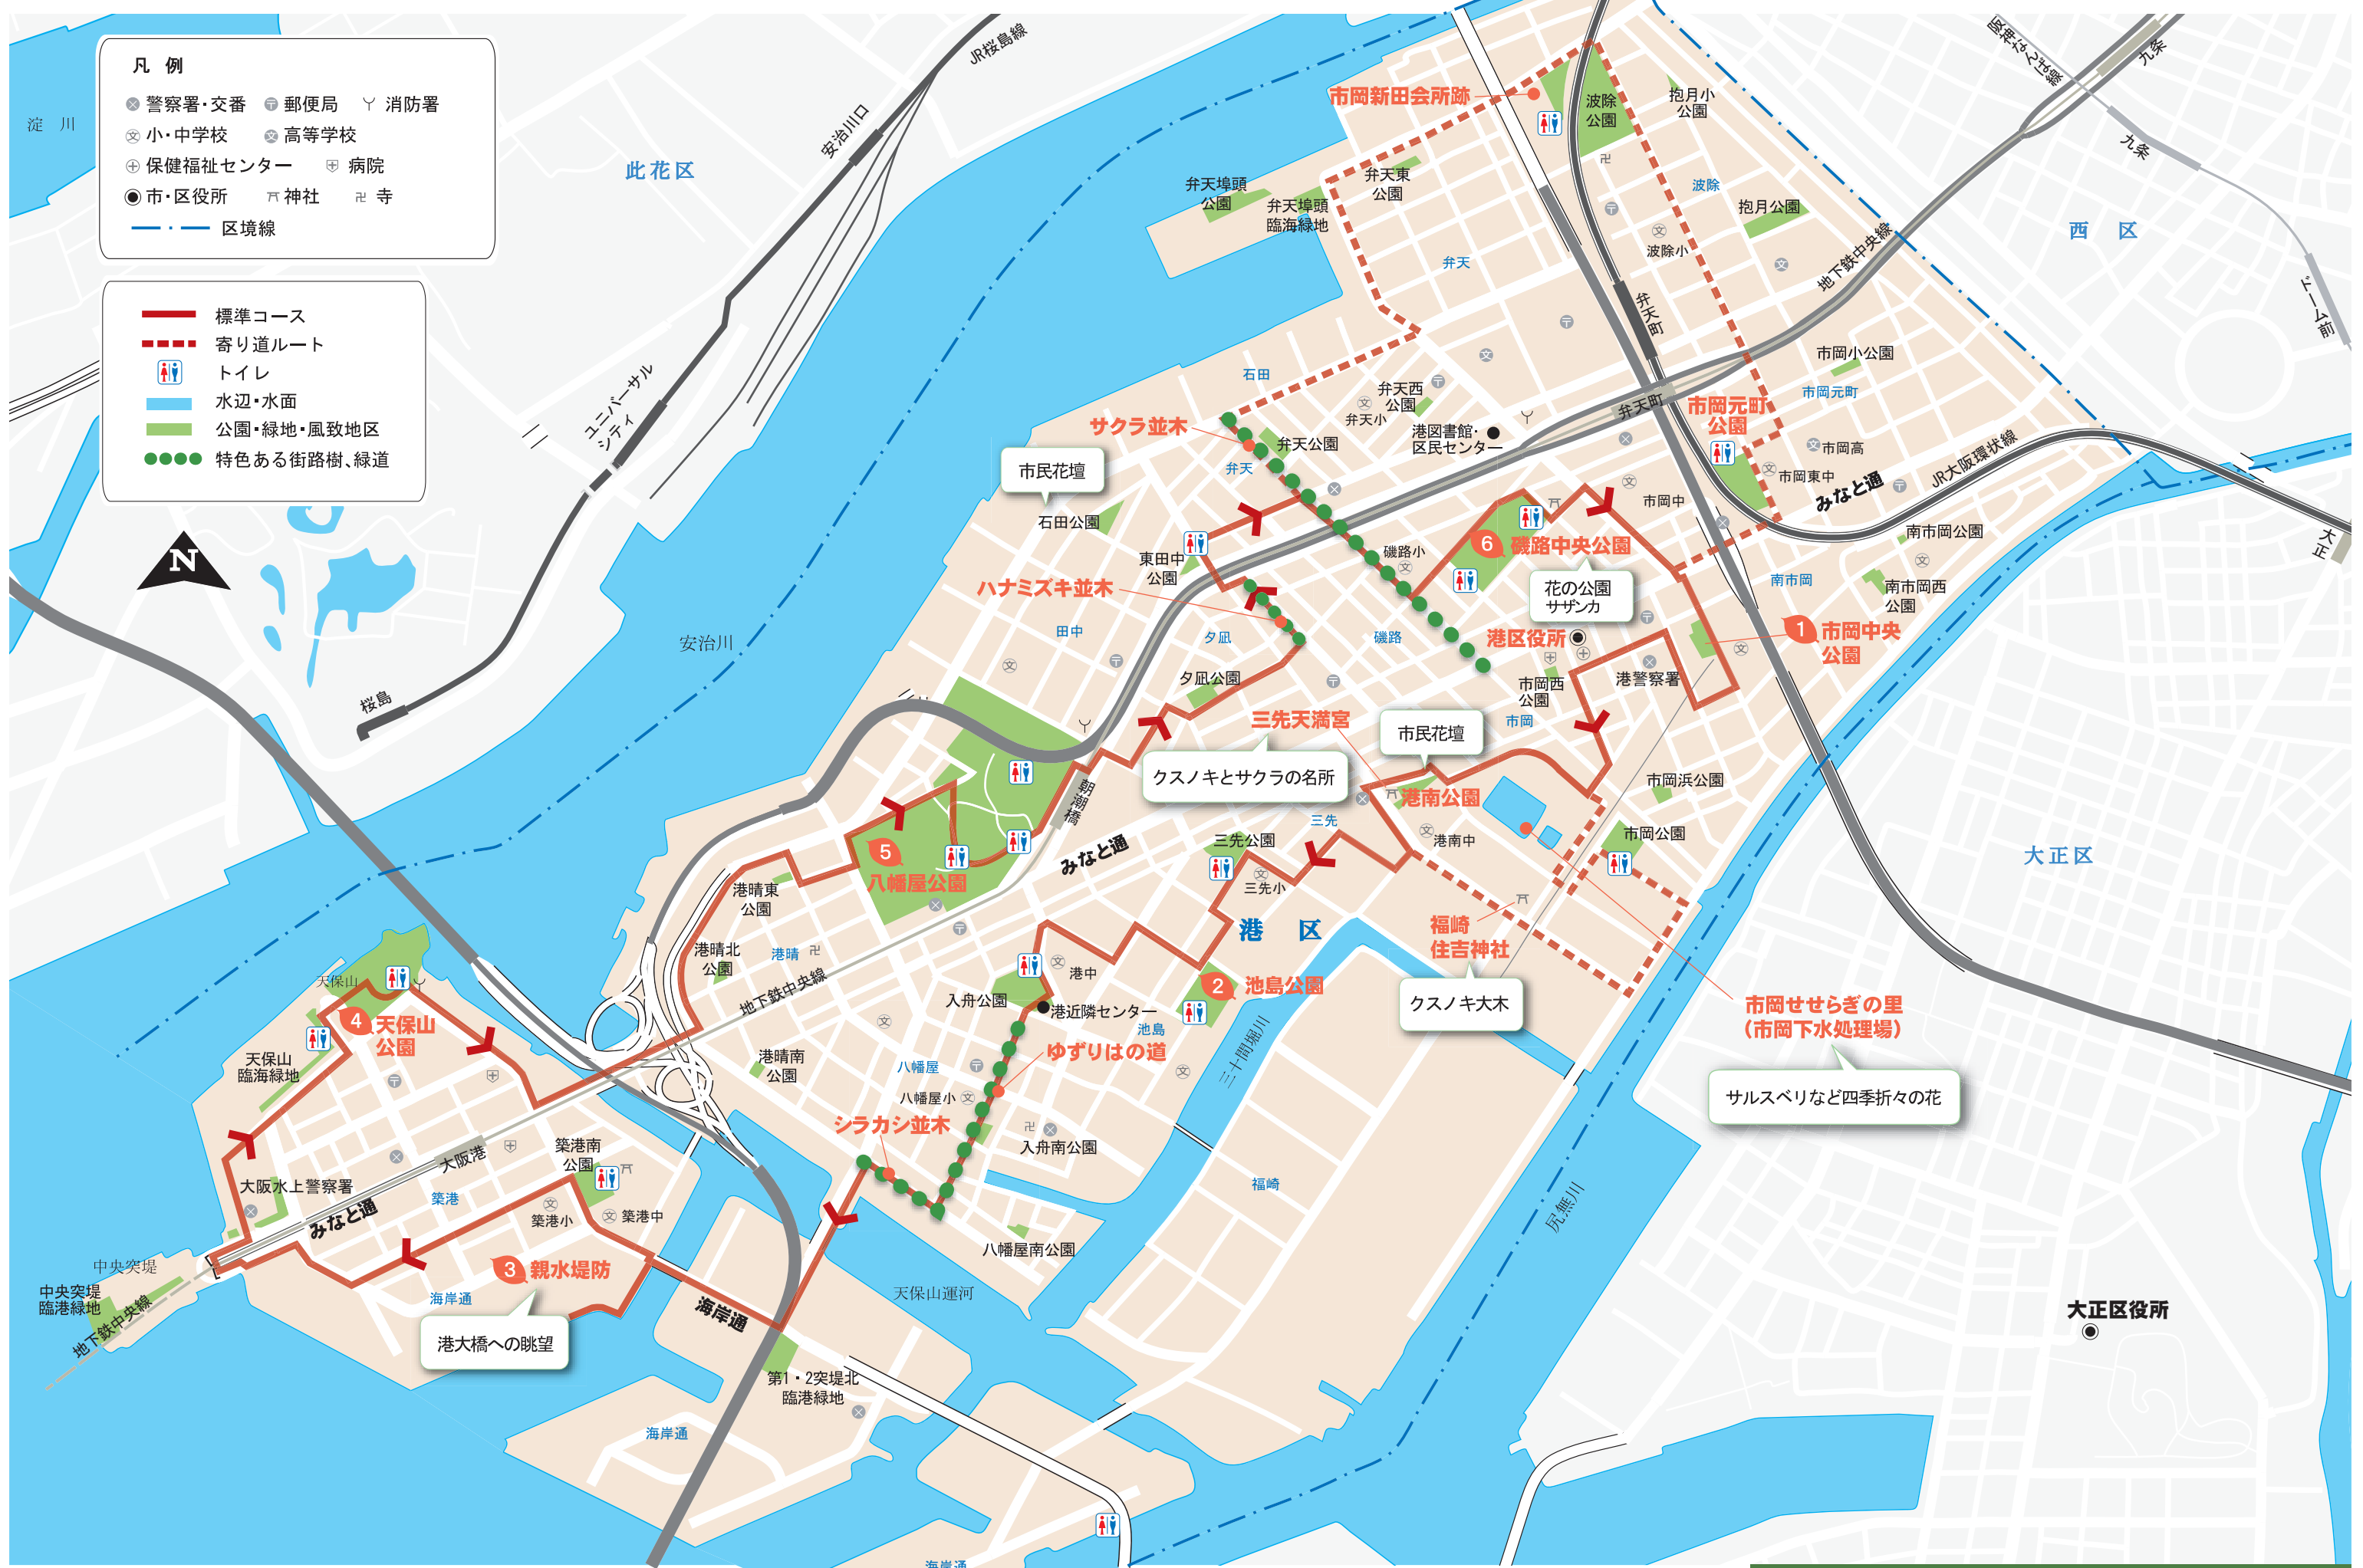 凡 例
警察署・交番
郵便局
消防署
小・中学校
高等学校
保健福祉センター
病院
市・区役所
神社
寺
区境線
標準コース
寄り道ルート
トイレ
水辺・水面
公園・緑地・風致地区
特色ある街路樹、緑道
N
淀 川
此花区
安治川口
JR桜島線
ユニバーサル
シティ
桜島
安治川
阪神なんば線
九条
九条
西 区
ドーム前
大正
大正区
大正区役所
市岡新田会所跡
波除
公園
抱月小
公園
弁天埠頭
公園
弁天埠頭
臨海緑地
弁天東
公園
波除
抱月公園
波除小
弁天
地下鉄中央線
弁天町
弁天町
石田
弁天西
公園
弁天小
港図書館・
区民センター
市岡小公園
市岡元町
市岡元町
公園
市岡高
市岡東中
みなと通
JR大阪環状線
サクラ並木
弁天公園
弁天
市民花壇
石田公園
東田中
公園
磯路小
6
磯路中央公園
花の公園
サザンカ
市岡中
南市岡公園
南市岡
南市岡西
公園
ハナミズキ並木
田中
夕凪
磯路
港区役所
1
市岡中央
公園
夕凪公園
市岡西
公園
港警察署
市岡
三先天満宮
市民花壇
クスノキとサクラの名所
港南公園
市岡浜公園
朝潮橋
みなと通
三先
三先公園
三先小
港南中
市岡公園
5
八幡屋公園
港晴東
公園
港晴北
公園
港晴
地下鉄中央線
港 区
福崎
住吉神社
クスノキ大木
港中
入舟公園
港近隣センター
2
池島公園
池島
市岡せせらぎの里
(市岡下水処理場)
サルスベリなど四季折々の花
天保山
4
天保山
公園
天保山
臨海緑地
港晴南
公園
八幡屋
八幡屋小
ゆずりはの道
シラカシ並木
三十間堀川
入舟南公園
大阪港
築港南
公園
大阪水上警察署
みなと通
築港
築港小
築港中
福崎
尻無川
八幡屋南公園
中央突堤
中央突堤
臨港緑地
地下鉄中央線
3
親水堤防
海岸通
港大橋への眺望
海岸通
天保山運河
第1・2突堤北
臨港緑地
海岸通
海岸通